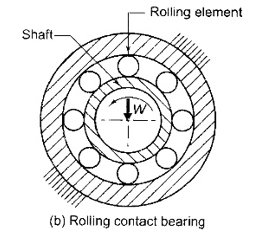 Rolling element
Shaft
W
(b) Rolling contact bearing